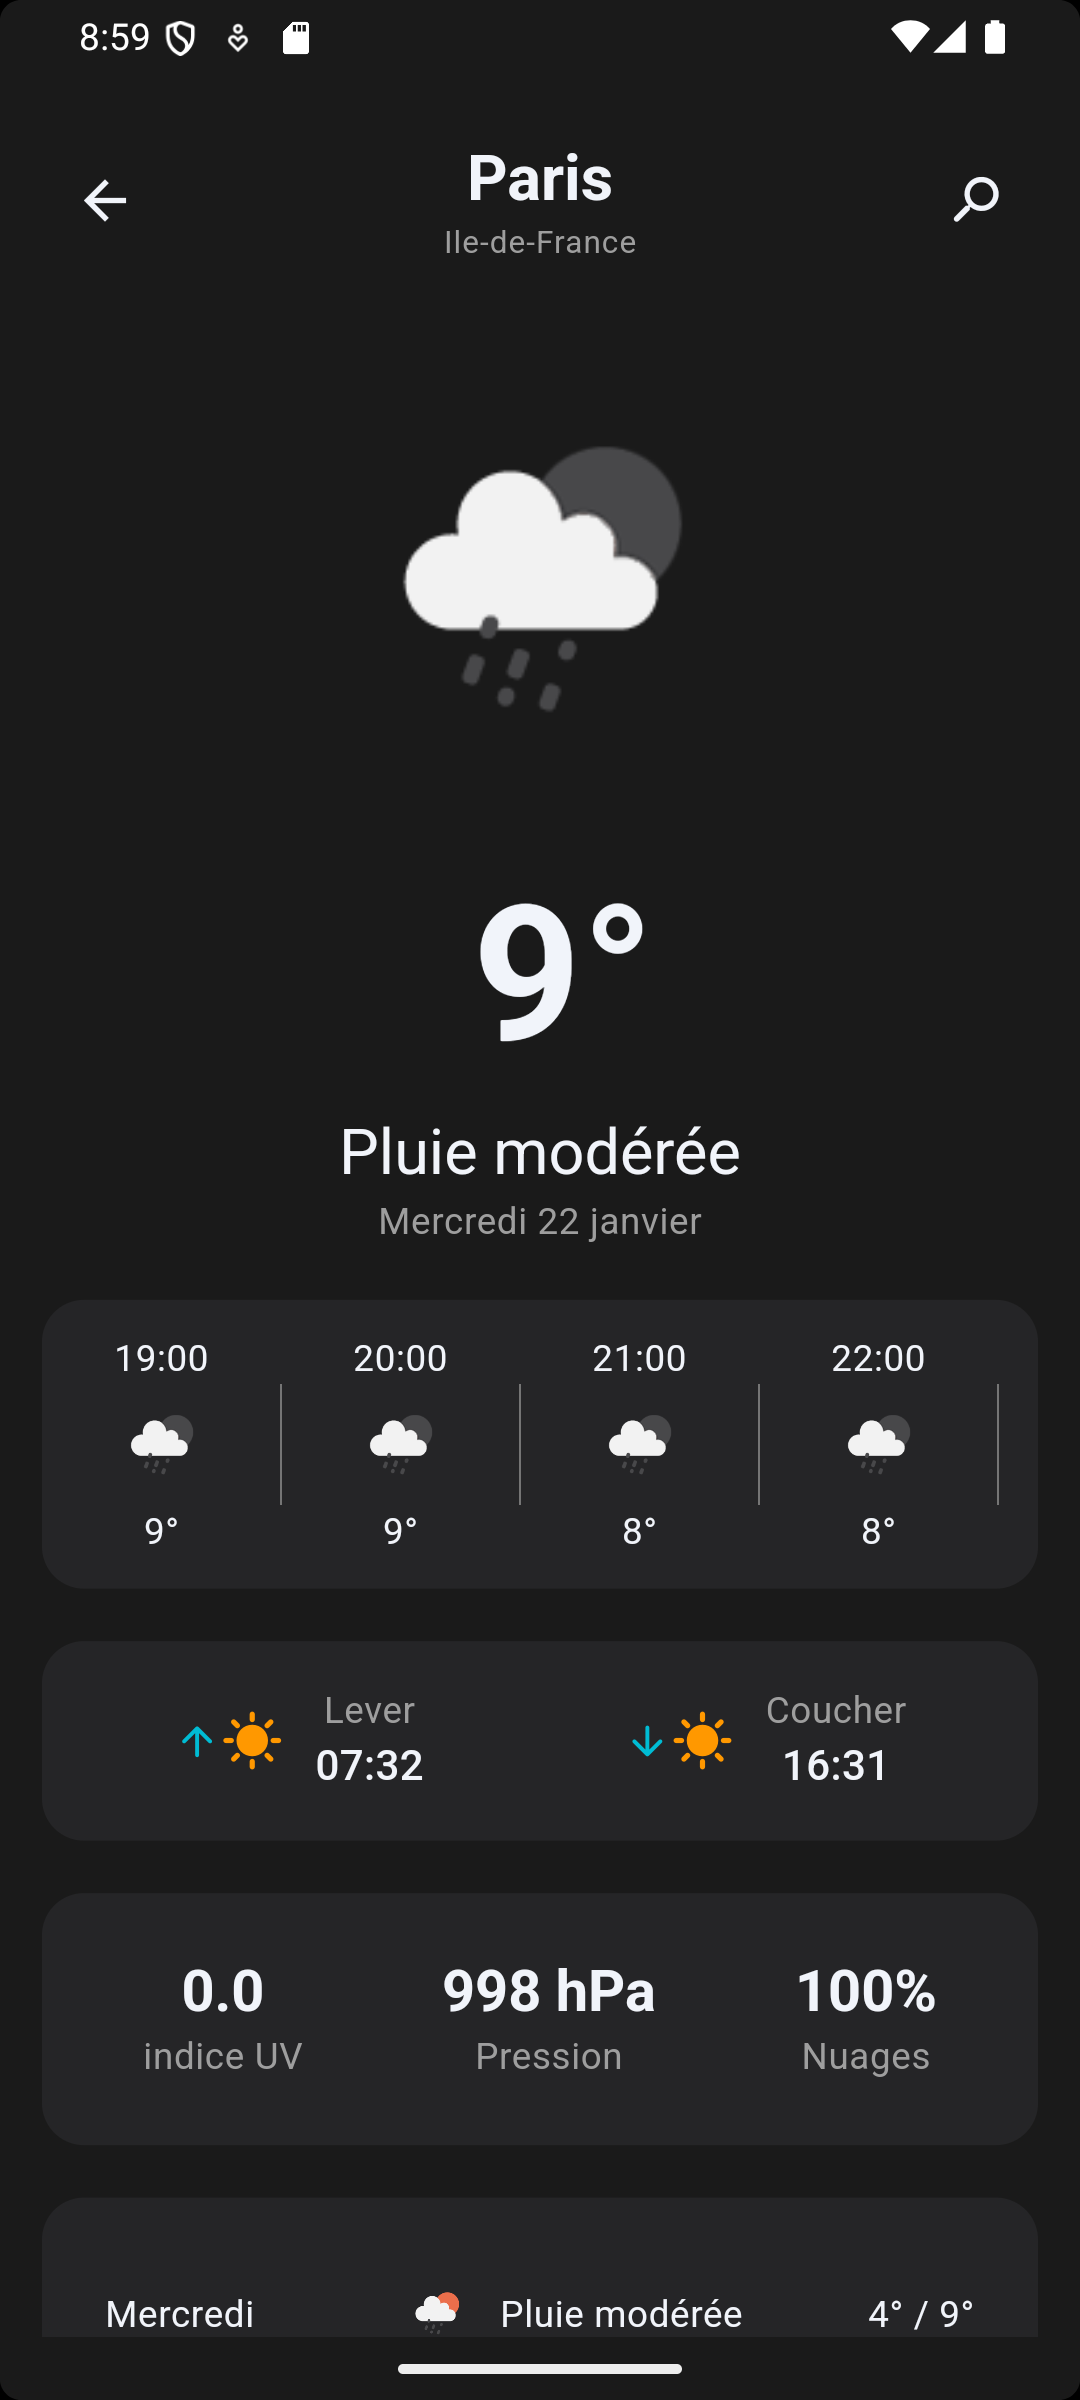 8:59
Paris
Ile-de-France
9°
Pluie modérée
Mercredi 22 janvier
19:00 20:00 21:00 22:00
9° 9° 8° 8°
Lever Coucher
07:32 16:31
0.0 998 hPa 100%
indice UV Pression Nuages
Mercredi Pluie modérée 4° / 9°